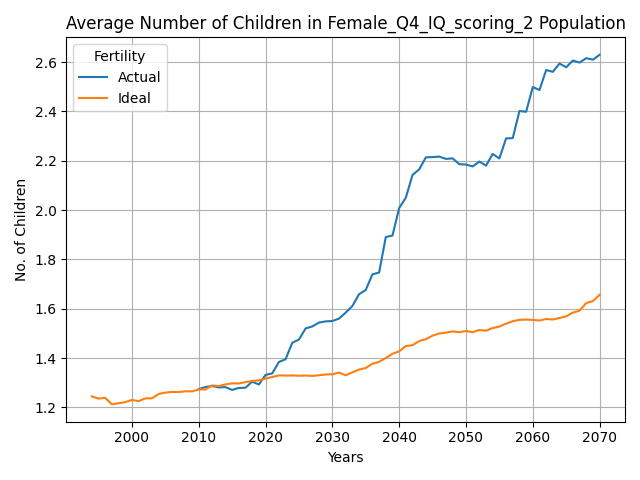 Average Number of Children in Female_Q4_IQ_scoring_2 Population
Fertility
Actual
Ideal
No. of Children
2.6
2.4
2.2
2.0
1.8
1.6
1.4
1.2
2000 2010 2020 2030 2040 2050 2060 2070
Years